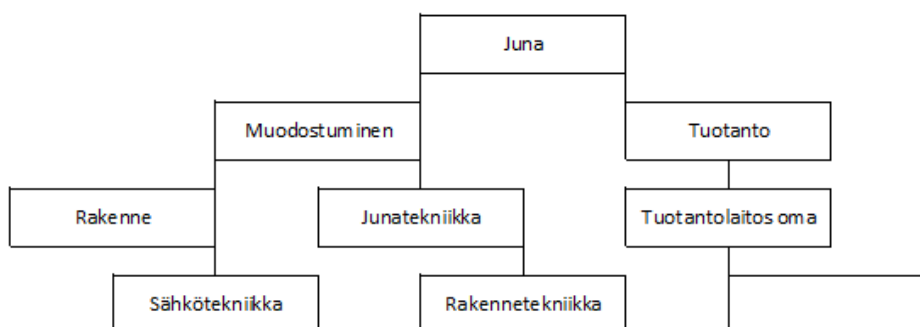 Juna
Muodostuminen
Tuotanto
Rakenne
Junatekniikka
Tuotantolaitos oma
Sähkötekniikka
Rakennetekniikka